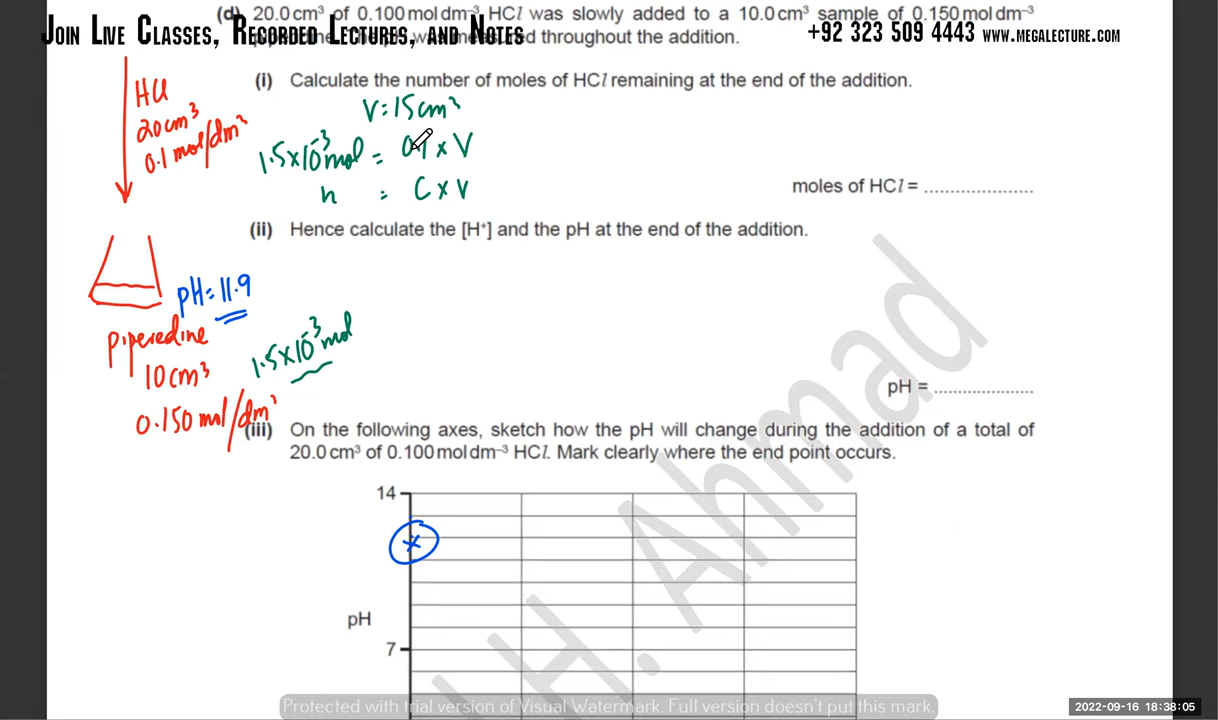 (d) 20.0 cm³ of 0.100 mol dm⁻³ HCl was slowly added to a 10.0 cm³ sample of 0.150 mol dm⁻³
throughout the addition.
JOIN LIVE CLASSES, RECORDED LECTURES, AND NOTES
+92 323 509 4443 WWW.MEGALECTURE.COM
(i) Calculate the number of moles of HCl remaining at the end of the addition.
HCl
20cm³
0.1 mol/dm³
V = 15cm³
1.5×10⁻³ mol = 0.1 × V
n = C × V
moles of HCl = ....................
(ii) Hence calculate the [H⁺] and the pH at the end of the addition.
pH = 11.9
piperedine
10cm³
0.150 mol/dm³
1.5×10⁻³ mol
pH = ....................
(iii) On the following axes, sketch how the pH will change during the addition of a total of
20.0 cm³ of 0.100 mol dm⁻³ HCl. Mark clearly where the end point occurs.
14
pH
7
H. Ahmad
Protected with trial version of Visual Watermark. Full version doesn't put this mark.
2022-09-16 18:38:05